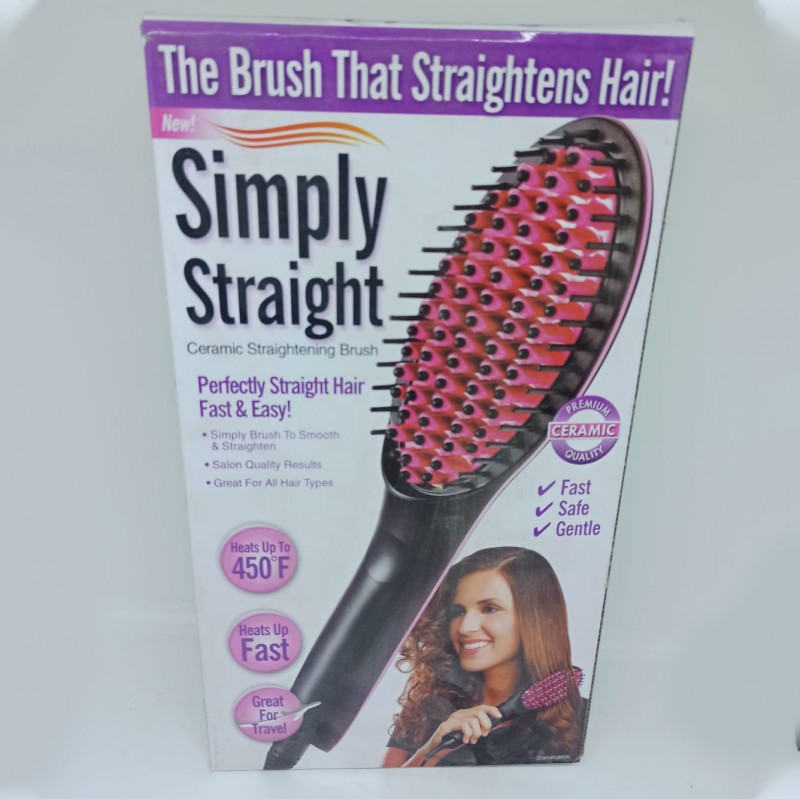 The Brush That Straightens Hair!
New!
Simply
Straight
Ceramic Straightening Brush
Perfectly Straight Hair
Fast & Easy!
• Simply Brush To Smooth
& Straighten
• Salon Quality Results
• Great For All Hair Types
PREMIUM
CERAMIC
QUALITY
✔ Fast
✔ Safe
✔ Gentle
Heats Up To
450°F
Heats Up
Fast
Great
For
Travel
Dramatization